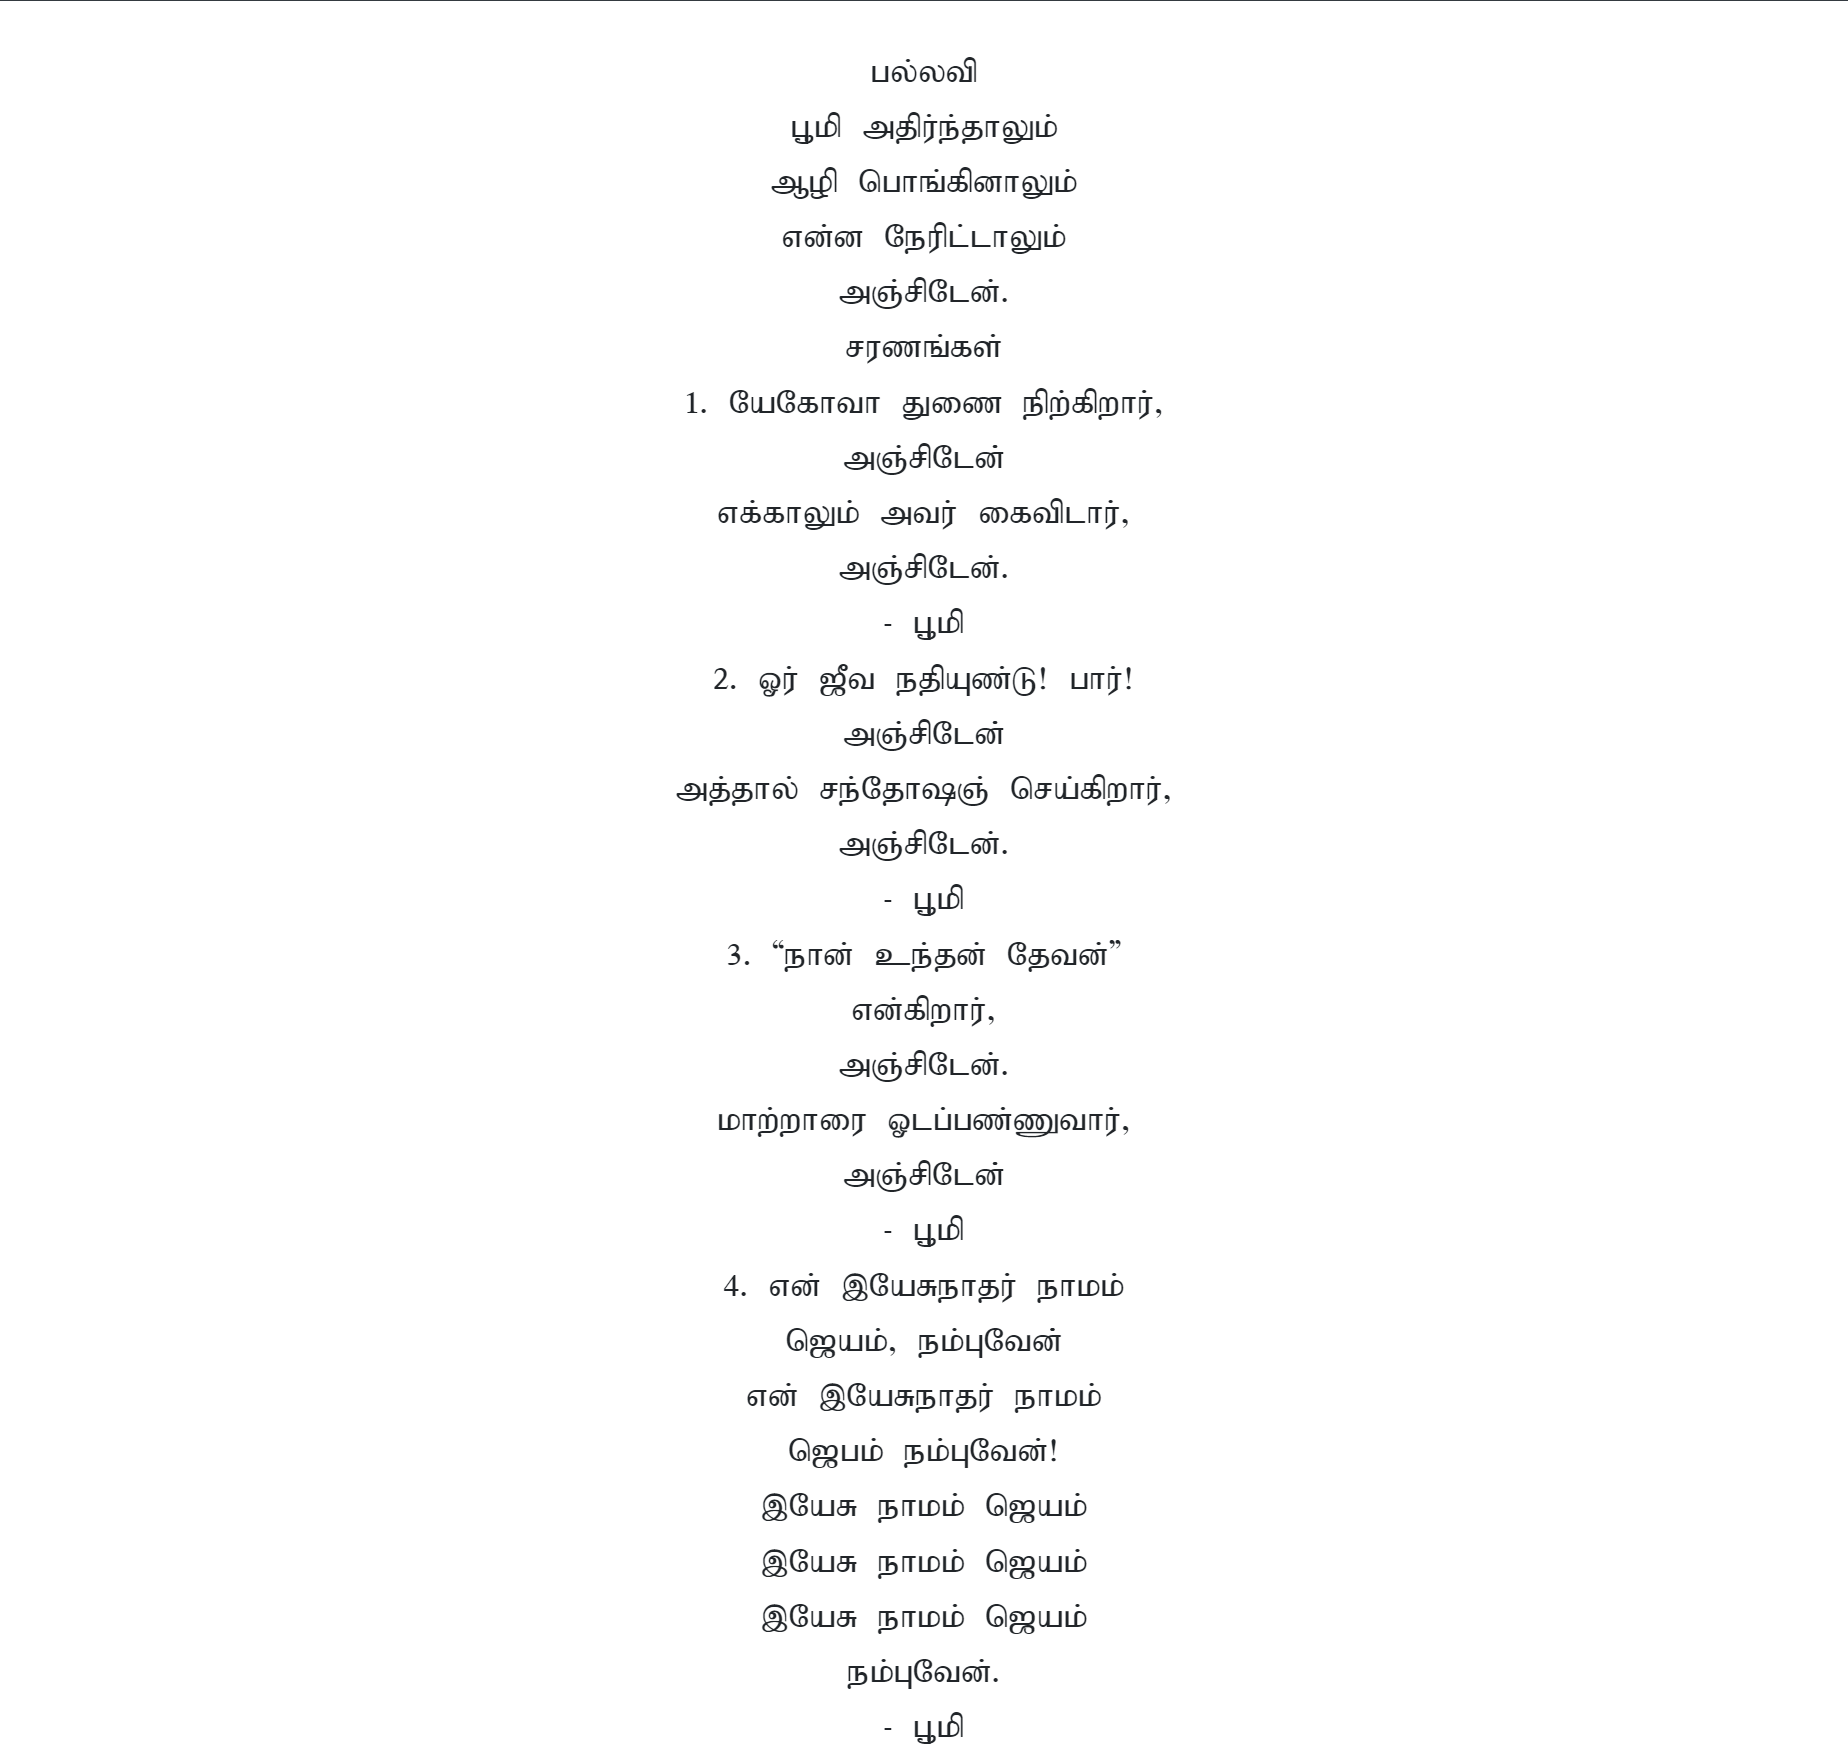 பல்லவி
பூமி அதிர்ந்தாலும்
ஆழி பொங்கினாலும்
என்ன நேரிட்டாலும்
அஞ்சிடேன்.
சரணங்கள்
1. யேகோவா துணை நிற்கிறார்,
அஞ்சிடேன்
எக்காலும் அவர் கைவிடார்,
அஞ்சிடேன்.
- பூமி
2. ஓர் ஜீவ நதியுண்டு! பார்!
அஞ்சிடேன்
அத்தால் சந்தோஷஞ் செய்கிறார்,
அஞ்சிடேன்.
- பூமி
3. “நான் உந்தன் தேவன்”
என்கிறார்,
அஞ்சிடேன்.
மாற்றாரை ஓடப்பண்ணுவார்,
அஞ்சிடேன்
- பூமி
4. என் இயேசுநாதர் நாமம்
ஜெயம், நம்புவேன்
என் இயேசுநாதர் நாமம்
ஜெபம் நம்புவேன்!
இயேசு நாமம் ஜெயம்
இயேசு நாமம் ஜெயம்
இயேசு நாமம் ஜெயம்
நம்புவேன்.
- பூமி